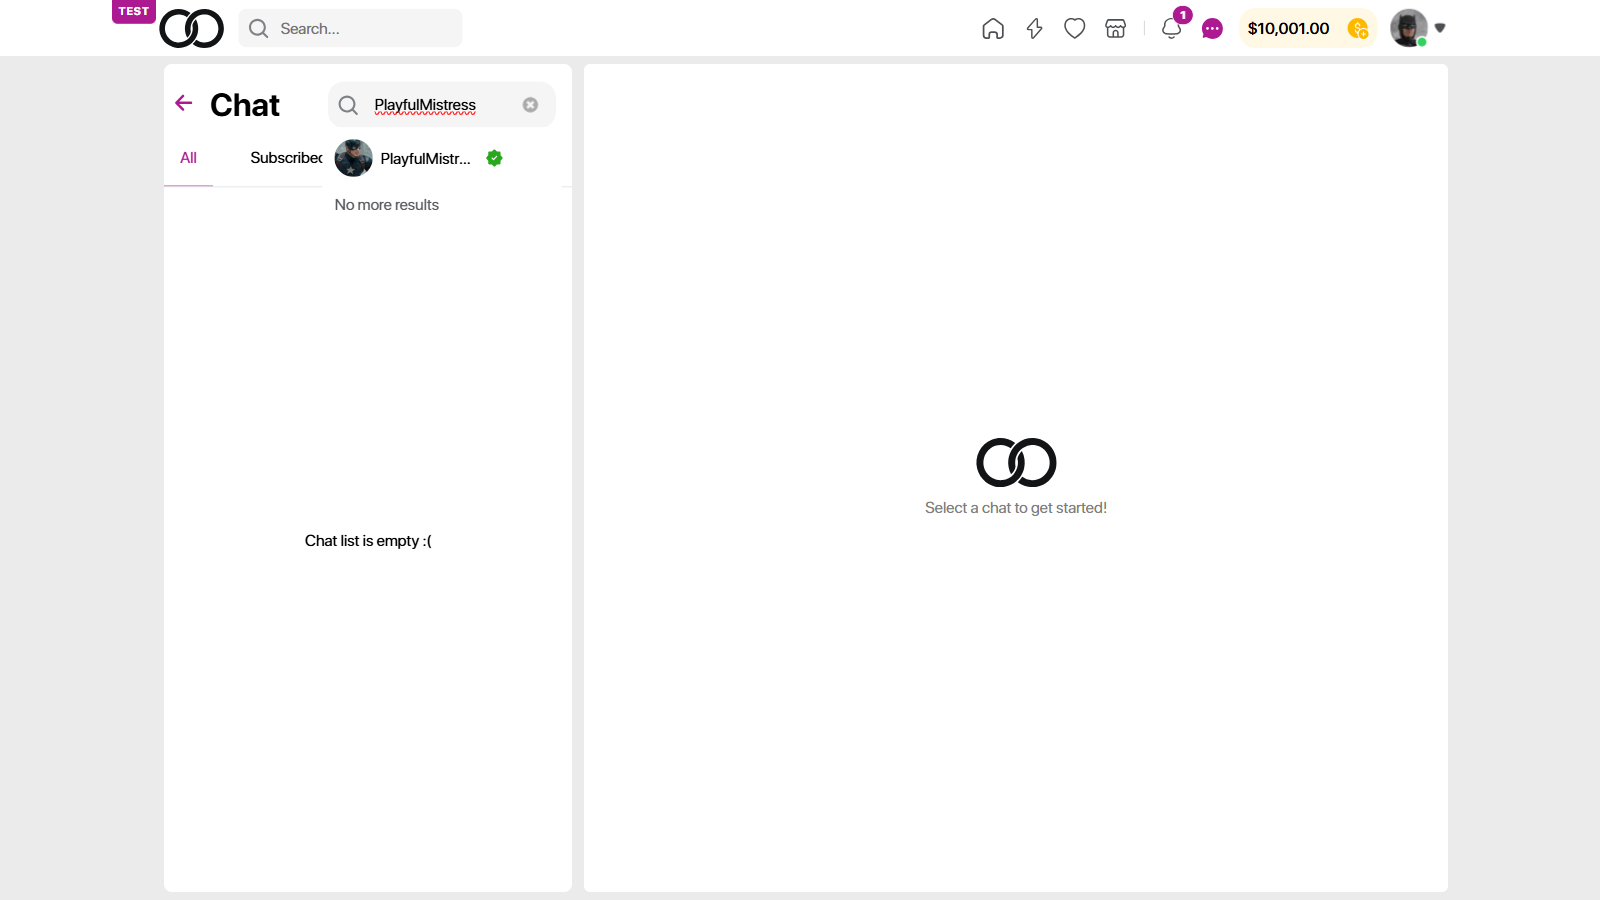 TEST
Search...
1
$10,001.00
Chat
PlayfulMistress
All
Subscribed
PlayfulMistr...
No more results
Chat list is empty :(
Select a chat to get started!